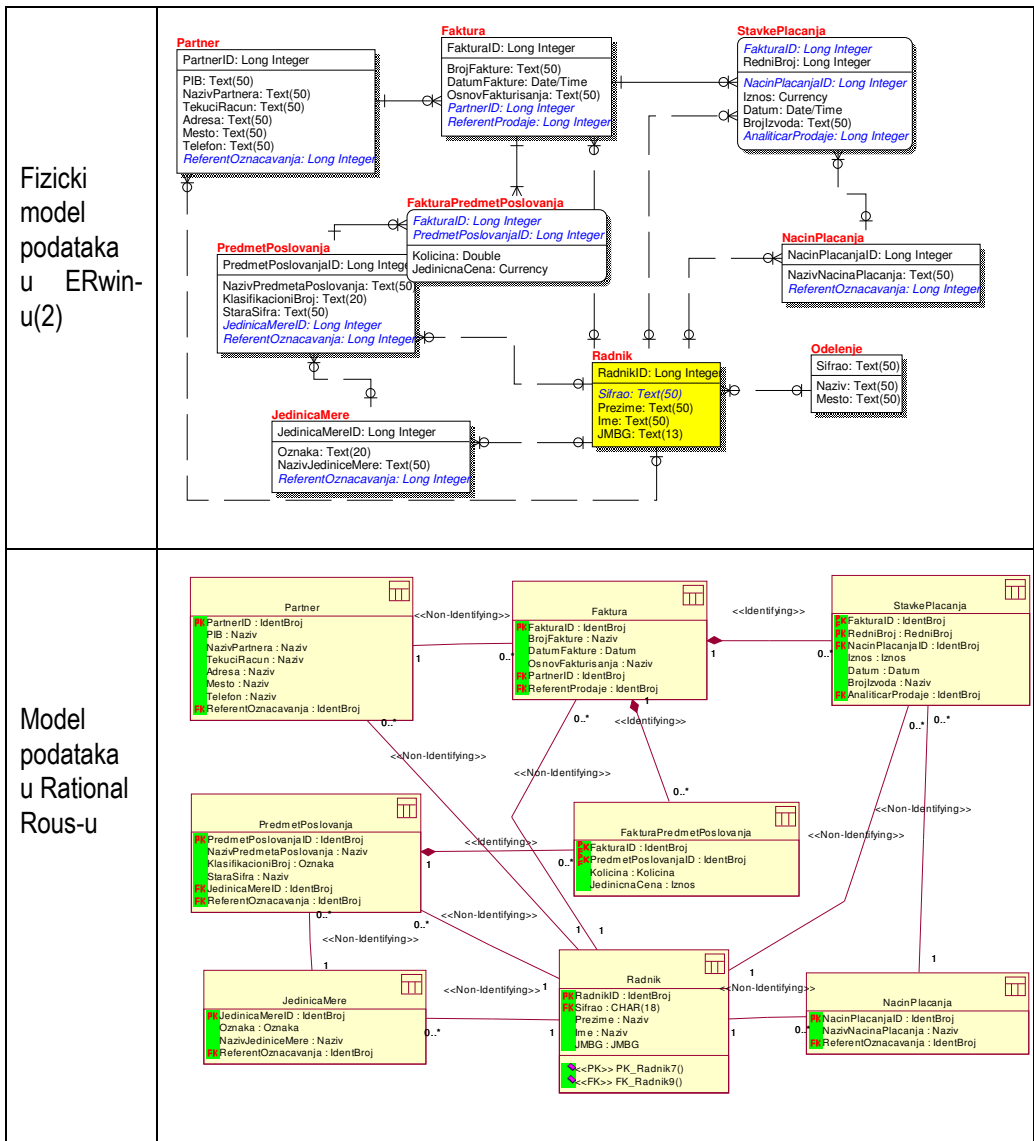 Fizicki
model
podataka
u ERwin-
u(2)
Partner
PartnerID: Long Integer
PIB: Text(50)
NazivPartnera: Text(50)
TekuciRacun: Text(50)
Adresa: Text(50)
Mesto: Text(50)
Telefon: Text(50)
ReferentOznacavanja: Long Integer
Faktura
FakturaID: Long Integer
BrojFakture: Text(50)
DatumFakture: Date/Time
OsnovFakturisanja: Text(50)
PartnerID: Long Integer
ReferentProdaje: Long Integer
StavkePlacanja
FakturaID: Long Integer
RedniBroj: Long Integer
NacinPlacanjaID: Long Integer
Iznos: Currency
Datum: Date/Time
BrojIzvoda: Text(50)
AnaliticarProdaje: Long Integer
FakturaPredmetPoslovanja
FakturaID: Long Integer
PredmetPoslovanjaID: Long Integer
Kolicina: Double
JedinicnaCena: Currency
PredmetPoslovanja
PredmetPoslovanjaID: Long Intege
NazivPredmetaPoslovanja: Text(50)
KlasifikacioniBroj: Text(20)
StaraSifra: Text(50)
JedinicaMereID: Long Integer
ReferentOznacavanja: Long Integer
NacinPlacanja
NacinPlacanjaID: Long Integer
NazivNacinaPlacanja: Text(50)
ReferentOznacavanja: Long Integer
Radnik
RadnikID: Long Integer
Sifrao: Text(50)
Prezime: Text(50)
Ime: Text(50)
JMBG: Text(13)
Odelenje
Sifrao: Text(50)
Naziv: Text(50)
Mesto: Text(50)
JedinicaMere
JedinicaMereID: Long Integer
Oznaka: Text(20)
NazivJediniceMere: Text(50)
ReferentOznacavanja: Long Integer
Model
podataka
u Rational
Rous-u
Partner
PK PartnerID : IdentBroj
PIB : Naziv
NazivPartnera : Naziv
TekuciRacun : Naziv
Adresa : Naziv
Mesto : Naziv
Telefon : Naziv
FK ReferentOznacavanja : IdentBroj
<<Non-Identifying>>
1
0..*
Faktura
PK FakturaID : IdentBroj
BrojFakture : Naziv
DatumFakture : Datum
OsnovFakturisanja : Naziv
FK PartnerID : IdentBroj
FK ReferentProdaje : IdentBroj
<<Identifying>>
1
0..*
StavkePlacanja
FakturaID : IdentBroj
PK RedniBroj : RedniBroj
FK NacinPlacanjaID : IdentBroj
Iznos : Iznos
Datum : Datum
BrojIzvoda : Naziv
FK AnaliticarProdaje : IdentBroj
0..*
<<Non-Identifying>>
0..*
1
<<Identifying>>
0..*
0..*
<<Non-Identifying>>
0..*
PredmetPoslovanja
PK PredmetPoslovanjaID : IdentBroj
NazivPredmetaPoslovanja : Naziv
KlasifikacioniBroj : Oznaka
StaraSifra : Naziv
FK JedinicaMereID : IdentBroj
FK ReferentOznacavanja : IdentBroj
<<Identifying>>
1
0..*
FakturaPredmetPoslovanja
FakturaID : IdentBroj
PredmetPoslovanjaID : IdentBroj
Kolicina : Kolicina
JedinicnaCena : Iznos
<<Non-Identifying>>
<<Non-Identifying>>
0..*
0..*
<<Non-Identifying>>
<<Non-Identifying>>
1
1
1
1
1
1
JedinicaMere
PK JedinicaMereID : IdentBroj
Oznaka : Oznaka
NazivJediniceMere : Naziv
FK ReferentOznacavanja : IdentBroj
<<Non-Identifying>>
0..*
1
Radnik
PK RadnikID : IdentBroj
FK Sifrao : CHAR(18)
Prezime : Naziv
Ime : Naziv
JMBG : JMBG
<<PK>> PK_Radnik7()
<<FK>> FK_Radnik9()
<<Non-Identifying>>
1
0..*
NacinPlacanja
PK NacinPlacanjaID : IdentBroj
NazivNacinaPlacanja : Naziv
FK ReferentOznacavanja : IdentBroj